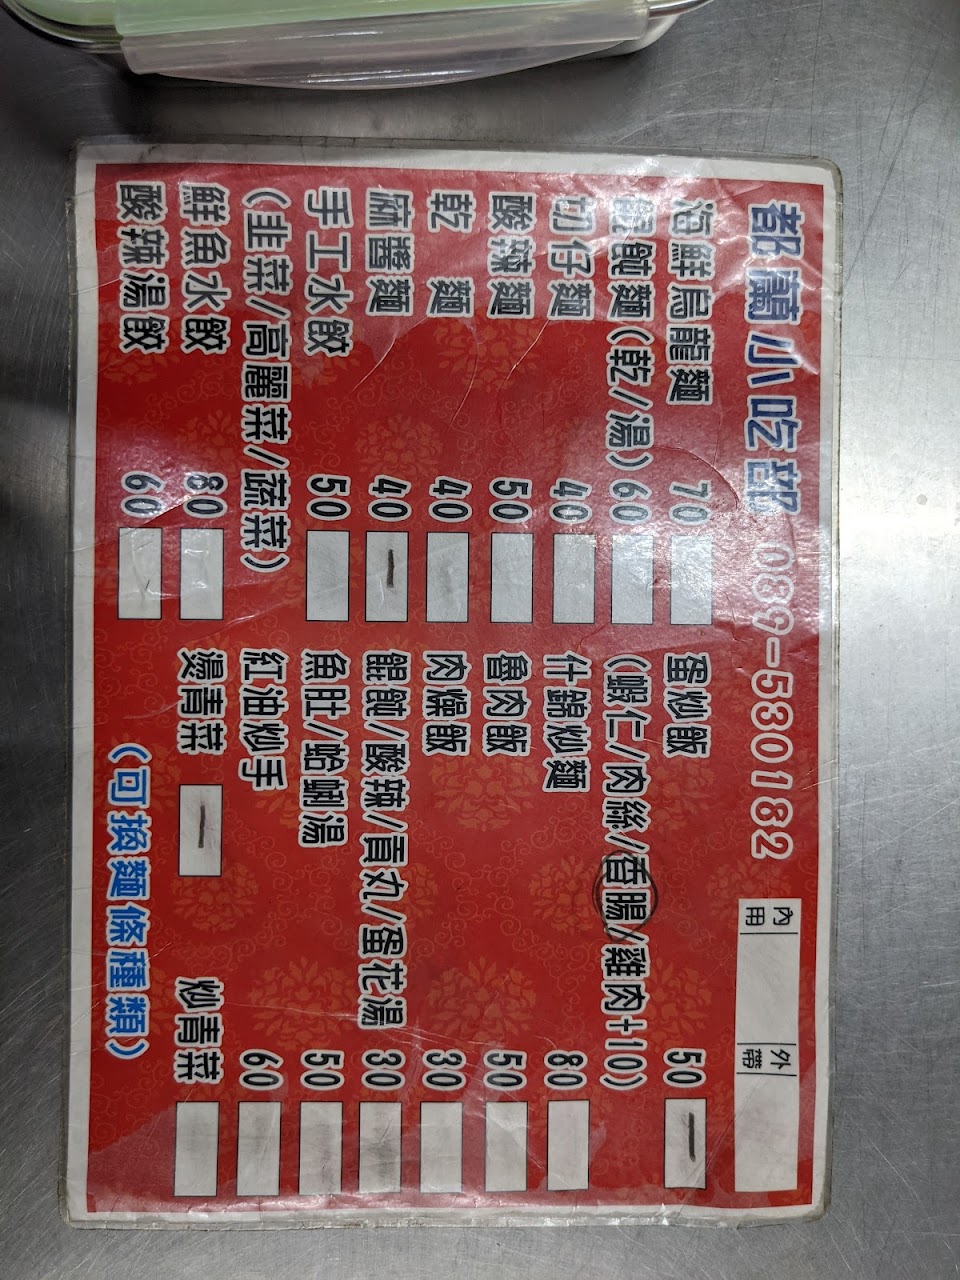 都蘭小吃部 089-530182
內用
外帶
海鮮烏龍麵 70
餛飩麵(乾/湯) 60
切仔麵 40
酸辣麵 50
乾 麵 40
麻醬麵 40 一
手工水餃 50
(韭菜/高麗菜/蔬菜)
鮮魚水餃 80
酸辣湯餃 60
蛋炒飯 50 一
(蝦仁/肉絲/香腸/雞肉+10)
什錦炒麵 80
魯肉飯 50
肉燥飯 30
餛飩/酸辣/貢丸/蛋花湯 30
魚肚/蛤蜊湯 50
紅油炒手 60
燙青菜 一 炒青菜
(可換麵條種類)